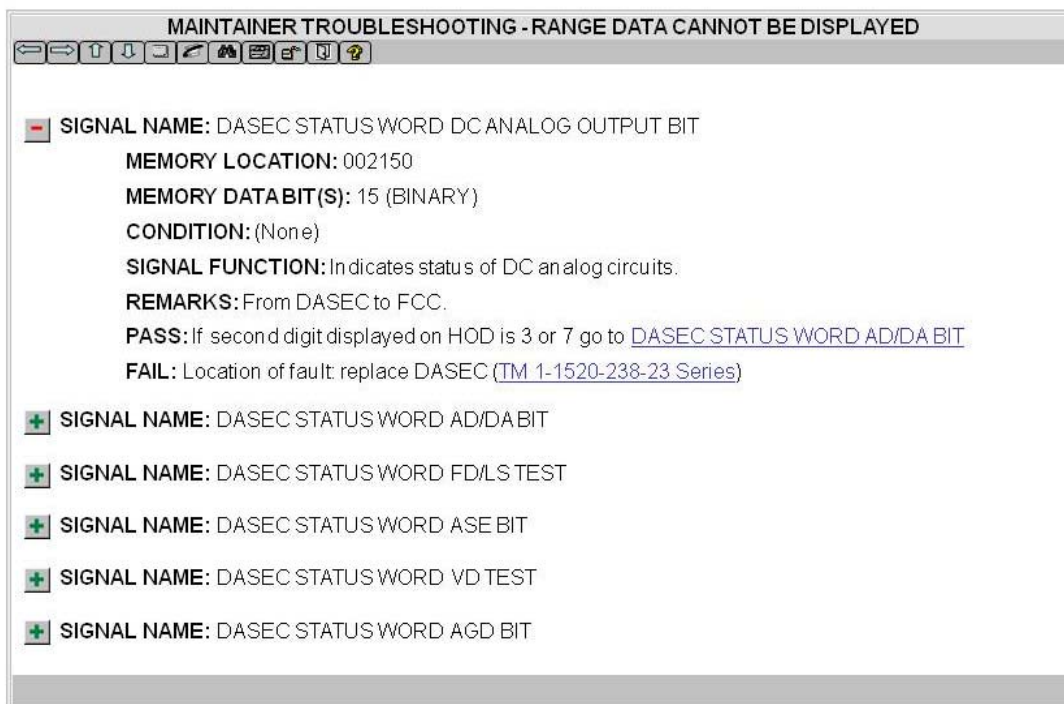 MAINTAINER TROUBLESHOOTING - RANGE DATA CANNOT BE DISPLAYED
SIGNAL NAME: DASEC STATUS WORD DC ANALOG OUTPUT BIT
MEMORY LOCATION: 002150
MEMORY DATA BIT(S): 15 (BINARY)
CONDITION: (None)
SIGNAL FUNCTION: Indicates status of DC analog circuits.
REMARKS: From DASEC to FCC.
PASS: If second digit displayed on HOD is 3 or 7 go to DASEC STATUS WORD AD/DA BIT
FAIL: Location of fault: replace DASEC (TM 1-1520-238-23 Series)
SIGNAL NAME: DASEC STATUS WORD AD/DA BIT
SIGNAL NAME: DASEC STATUS WORD FD/LS TEST
SIGNAL NAME: DASEC STATUS WORD ASE BIT
SIGNAL NAME: DASEC STATUS WORD VD TEST
SIGNAL NAME: DASEC STATUS WORD AGD BIT